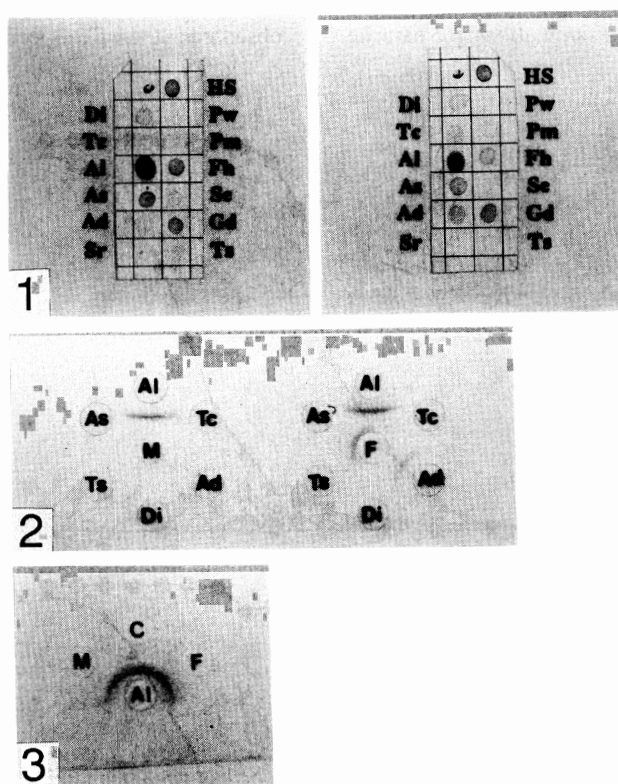 HS
Di Pw
Tc Pm
Al Fh
As Se
Ad Gd
Sr Ts
1
HS
Di Pw
Tc Pm
Al Fh
As Se
Ad Gd
Sr Ts
Al
As Tc
M
Ts Ad
Di
2
Al
As Tc
F
Ts Ad
Di
C
M F
Al
3